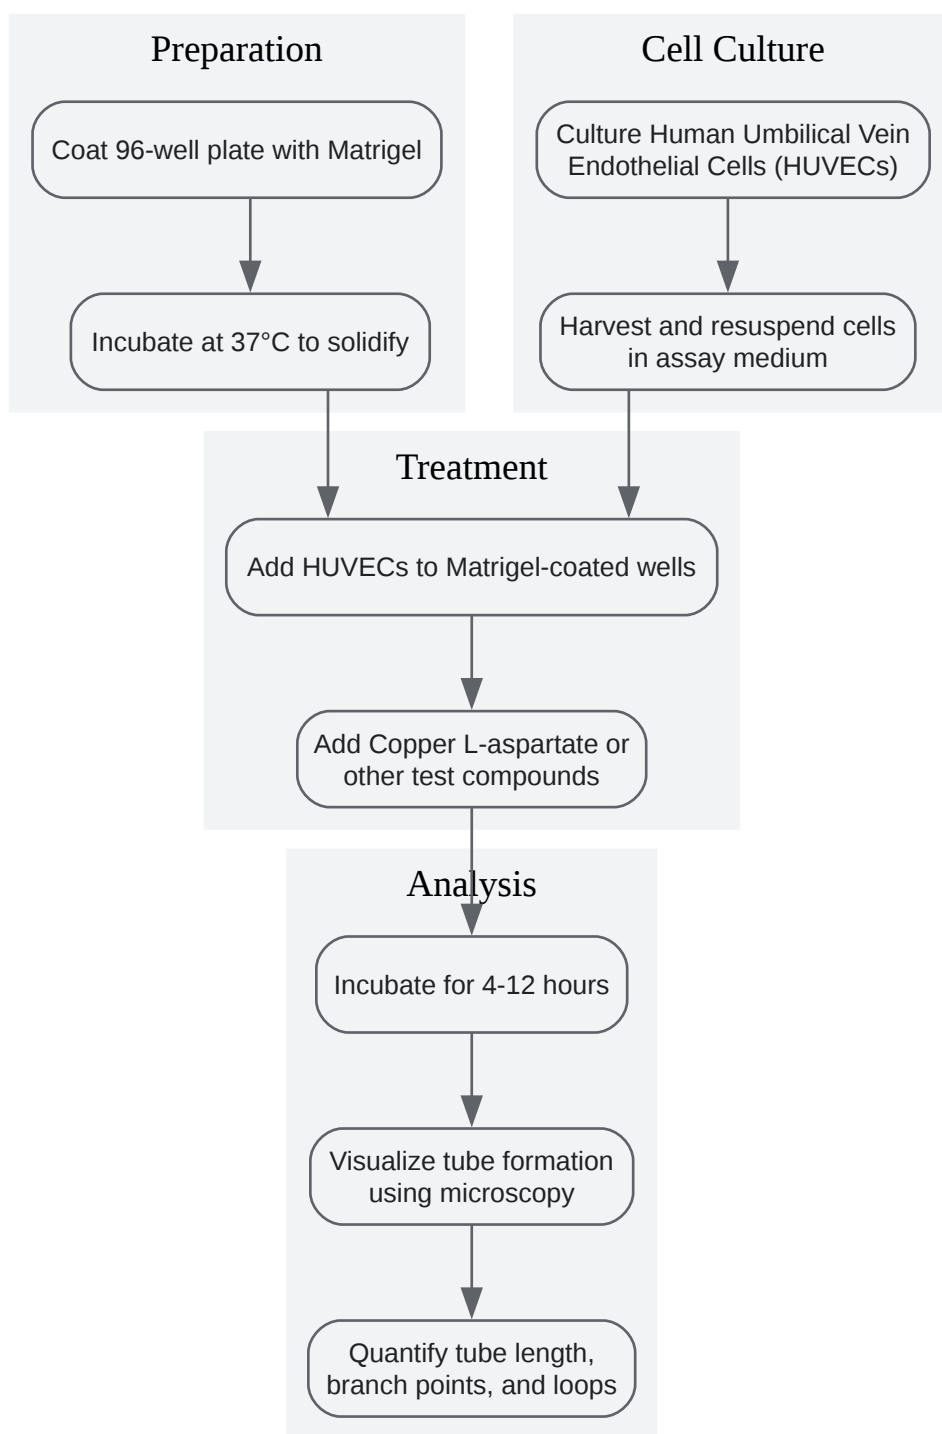 Preparation
Coat 96-well plate with Matrigel
Incubate at 37°C to solidify
Cell Culture
Culture Human Umbilical Vein
Endothelial Cells (HUVECs)
Harvest and resuspend cells
in assay medium
Treatment
Add HUVECs to Matrigel-coated wells
Add Copper L-aspartate or
other test compounds
Analysis
Incubate for 4-12 hours
Visualize tube formation
using microscopy
Quantify tube length,
branch points, and loops